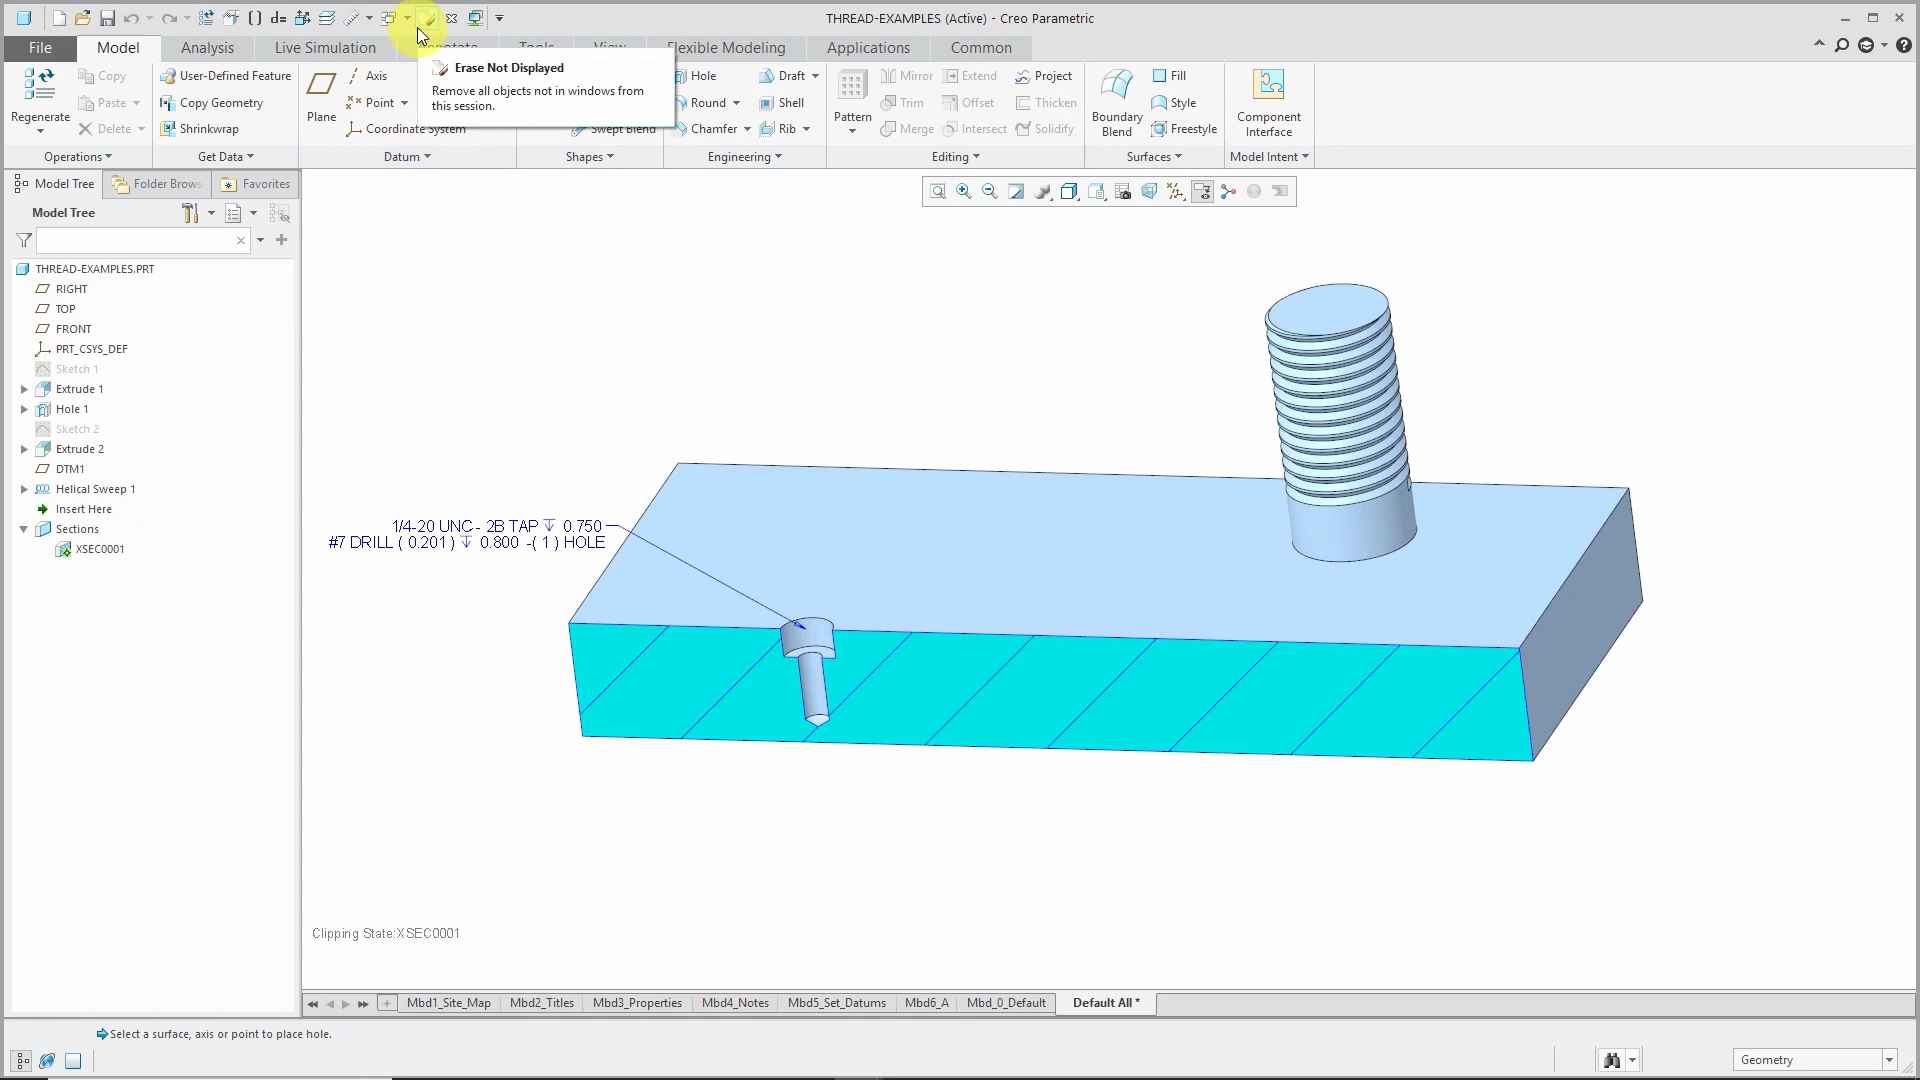 THREAD-EXAMPLES (Active) - Creo Parametric
File
Model
Analysis
Live Simulation
Annotate
Tools
View
Flexible Modeling
Applications
Common
Erase Not Displayed
Remove all objects not in windows from
this session.
Regenerate
Copy
Paste
Delete
User-Defined Feature
Copy Geometry
Shrinkwrap
Plane
Axis
Point
Coordinate System
Swept Blend
Hole
Round
Chamfer
Draft
Shell
Rib
Pattern
Mirror
Trim
Merge
Extend
Offset
Intersect
Project
Thicken
Solidify
Boundary
Blend
Fill
Style
Freestyle
Component
Interface
Operations
Get Data
Datum
Shapes
Engineering
Editing
Surfaces
Model Intent
Model Tree
Folder Brows
Favorites
Model Tree
THREAD-EXAMPLES.PRT
RIGHT
TOP
FRONT
PRT_CSYS_DEF
Sketch 1
Extrude 1
Hole 1
Sketch 2
Extrude 2
DTM1
Helical Sweep 1
Insert Here
Sections
XSEC0001
1/4-20 UNC - 2B TAP ↧ 0.750
#7 DRILL ( 0.201 ) ↧ 0.800 -( 1 ) HOLE
Clipping State:XSEC0001
Mbd1_Site_Map
Mbd2_Titles
Mbd3_Properties
Mbd4_Notes
Mbd5_Set_Datums
Mbd6_A
Mbd_0_Default
Default All *
Select a surface, axis or point to place hole.
Geometry